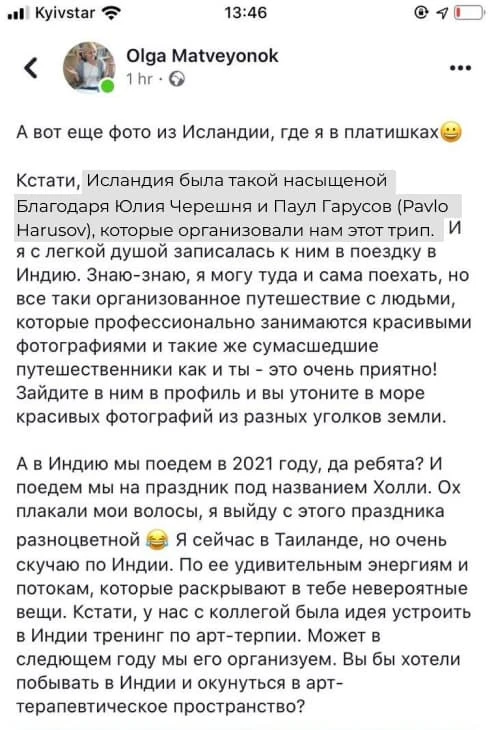 Kyivstar 13:46
Olga Matveyonok
1 hr
А вот еще фото из Исландии, где я в платишках😀
Кстати, Исландия была такой насыщеной
Благодаря Юлия Черешня и Паул Гарусов (Pavlo
Harusov), которые организовали нам этот трип. И
я с легкой душой записалась к ним в поездку в
Индию. Знаю-знаю, я могу туда и сама поехать, но
все таки организованное путешествие с людьми,
которые профессионально занимаются красивыми
фотографиями и такие же сумасшедшие
путешественники как и ты - это очень приятно!
Зайдите в ним в профиль и вы утоните в море
красивых фотографий из разных уголков земли.
А в Индию мы поедем в 2021 году, да ребята? И
поедем мы на праздник под названием Холли. Ох
плакали мои волосы, я выйду с этого праздника
разноцветной 😂 Я сейчас в Таиланде, но очень
скучаю по Индии. По ее удивительным энергиям и
потокам, которые раскрывают в тебе невероятные
вещи. Кстати, у нас с коллегой была идея устроить
в Индии тренинг по арт-терпии. Может в
следющем году мы его организуем. Вы бы хотели
побывать в Индии и окунуться в арт-
терапевтическое пространство?